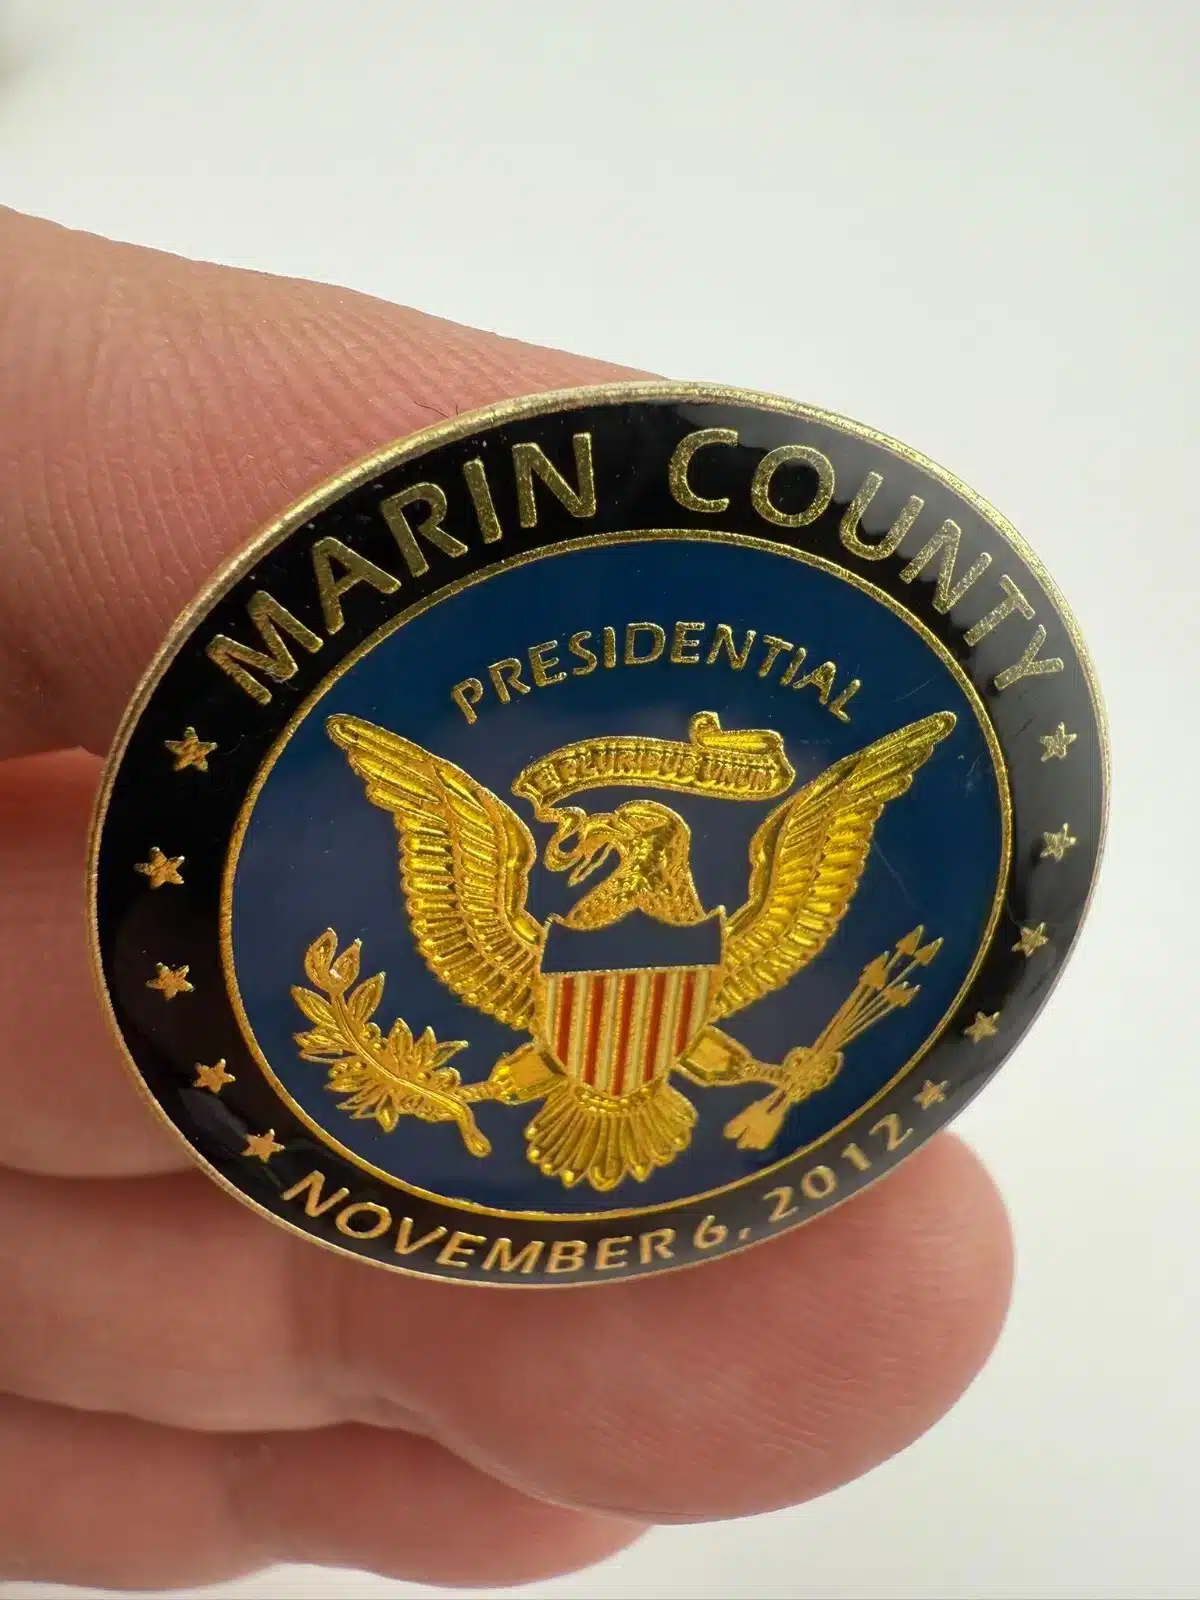 MARIN COUNTY
PRESIDENTIAL
E PLURIBUS UNUM
NOVEMBER 6, 2012